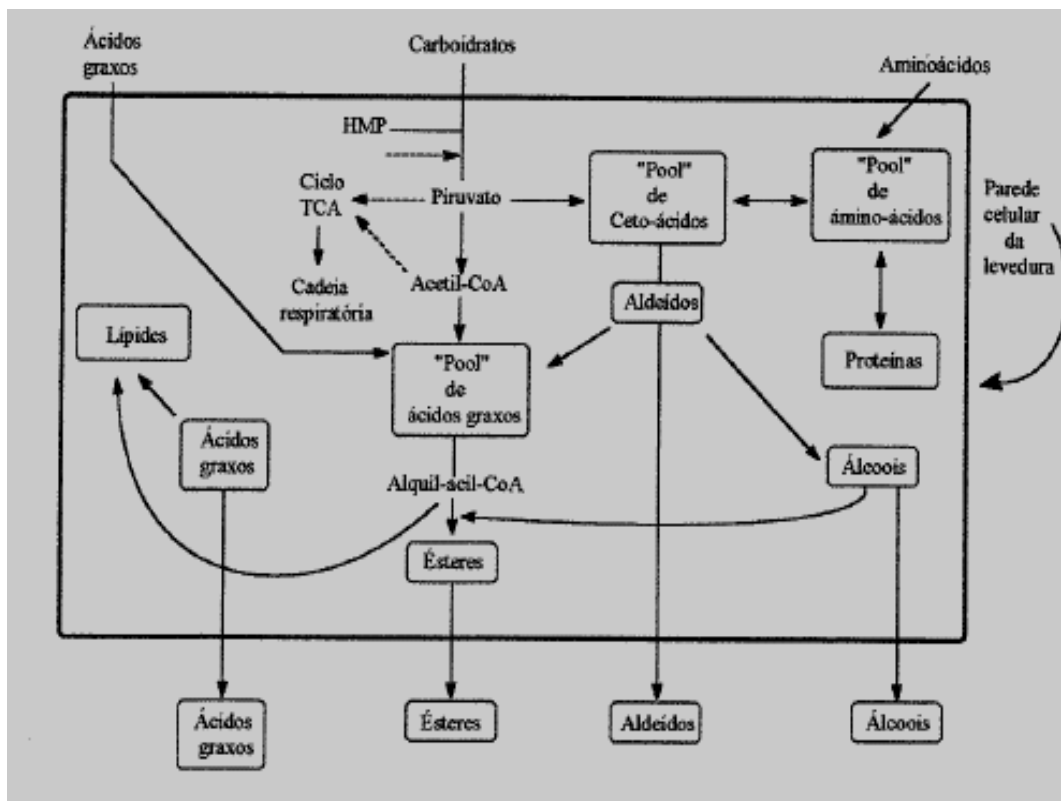 Ácidos
graxos
Carboidratos
Aminoácidos
HMP
Ciclo
TCA
Piruvato
"Pool"
de
Ceto-ácidos
"Pool"
de
ámino-ácidos
Parede
celular
da
levedura
Cadeia
respiratória
Acetil-CoA
Aldeídos
Lípides
"Pool"
de
ácidos graxos
Proteínas
Ácidos
graxos
Alquil-acil-CoA
Álcoois
Ésteres
Ácidos
graxos
Ésteres
Aldeídos
Álcoois